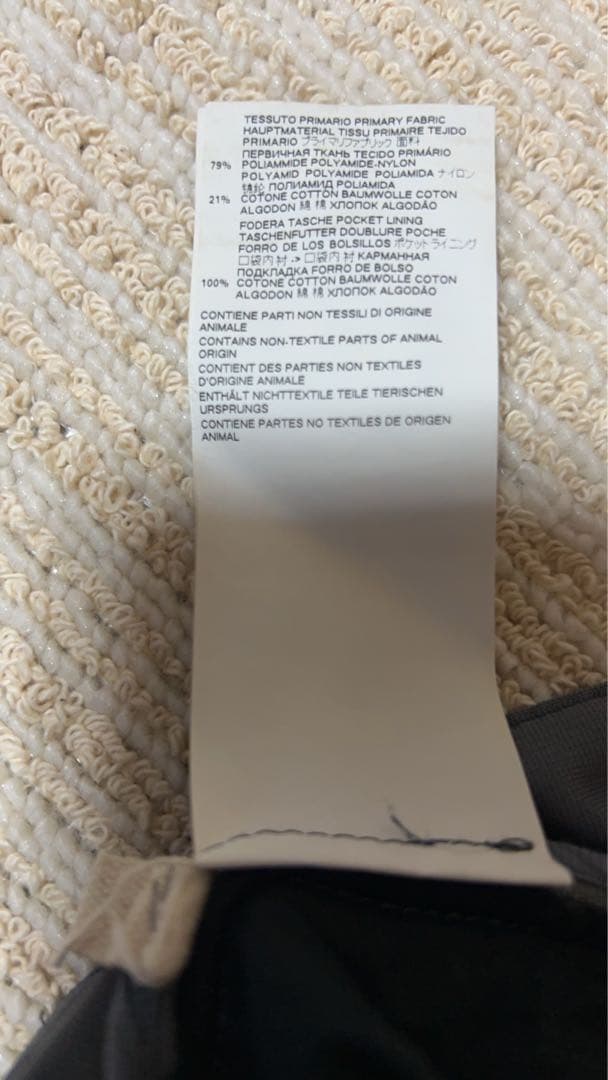 TESSUTO PRIMARIO PRIMARY FABRIC
HAUPTMATERIAL TISSU PRIMAIRE TEJIDO
PRIMARIO プライマリファブリック 面料
ПЕРВИЧНАЯ ТКАНЬ TECIDO PRIMÁRIO
79% POLIAMMIDE POLYAMIDE-NYLON
POLYAMID POLYAMIDE POLIAMIDA ナイロン
锦纶 ПОЛИАМИД POLIAMIDA
21% COTONE COTTON BAUMWOLLE COTON
ALGODON 綿 棉 ХЛОПОК ALGODÃO
FODERA TASCHE POCKET LINING
TASCHENFUTTER DOUBLURE POCHE
FORRO DE LOS BOLSILLOS ポケットライニング
口袋内衬 -> 口袋内衬 КАРМАННАЯ
ПОДКЛАДКА FORRO DE BOLSO
100% COTONE COTTON BAUMWOLLE COTON
ALGODON 綿 棉 ХЛОПОК ALGODÃO
CONTIENE PARTI NON TESSILI DI ORIGINE
ANIMALE
CONTAINS NON-TEXTILE PARTS OF ANIMAL
ORIGIN
CONTIENT DES PARTIES NON TEXTILES
D'ORIGINE ANIMALE
ENTHÄLT NICHTTEXTILE TEILE TIERISCHEN
URSPRUNGS
CONTIENE PARTES NO TEXTILES DE ORIGEN
ANIMAL